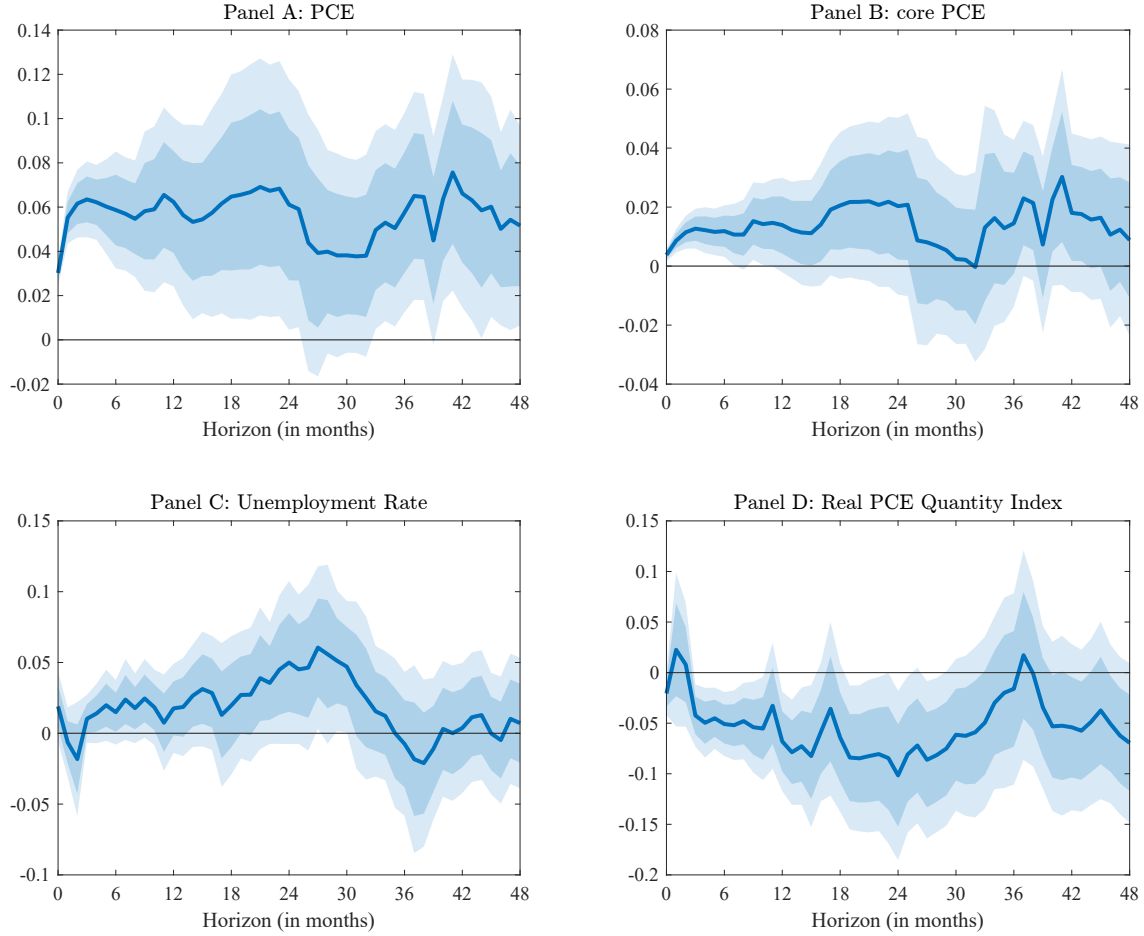 Panel A: PCE
0.14
0.12
0.1
0.08
0.06
0.04
0.02
0
-0.02
0 6 12 18 24 30 36 42 48
Horizon (in months)
Panel B: core PCE
0.08
0.06
0.04
0.02
0
-0.02
-0.04
0 6 12 18 24 30 36 42 48
Horizon (in months)
Panel C: Unemployment Rate
0.15
0.1
0.05
0
-0.05
-0.1
0 6 12 18 24 30 36 42 48
Horizon (in months)
Panel D: Real PCE Quantity Index
0.15
0.1
0.05
0
-0.05
-0.1
-0.15
-0.2
0 6 12 18 24 30 36 42 48
Horizon (in months)